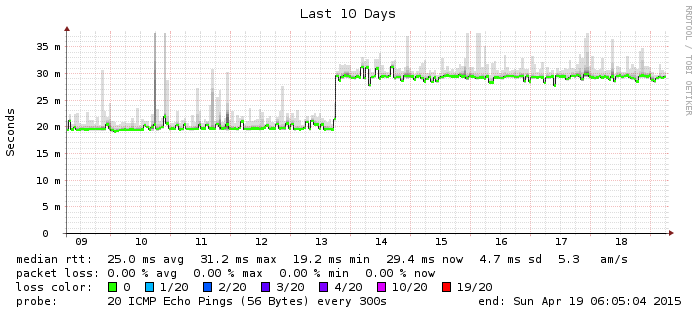 Last 10 Days
RRDTOOL / TOBI OETIKER
Seconds
35 m
30 m
25 m
20 m
15 m
10 m
5 m
0
09 10 11 12 13 14 15 16 17 18
median rtt: 25.0 ms avg 31.2 ms max 19.2 ms min 29.4 ms now 4.7 ms sd 5.3 am/s
packet loss: 0.00 % avg 0.00 % max 0.00 % min 0.00 % now
loss color: 0 1/20 2/20 3/20 4/20 10/20 19/20
probe: 20 ICMP Echo Pings (56 Bytes) every 300s end: Sun Apr 19 06:05:04 2015